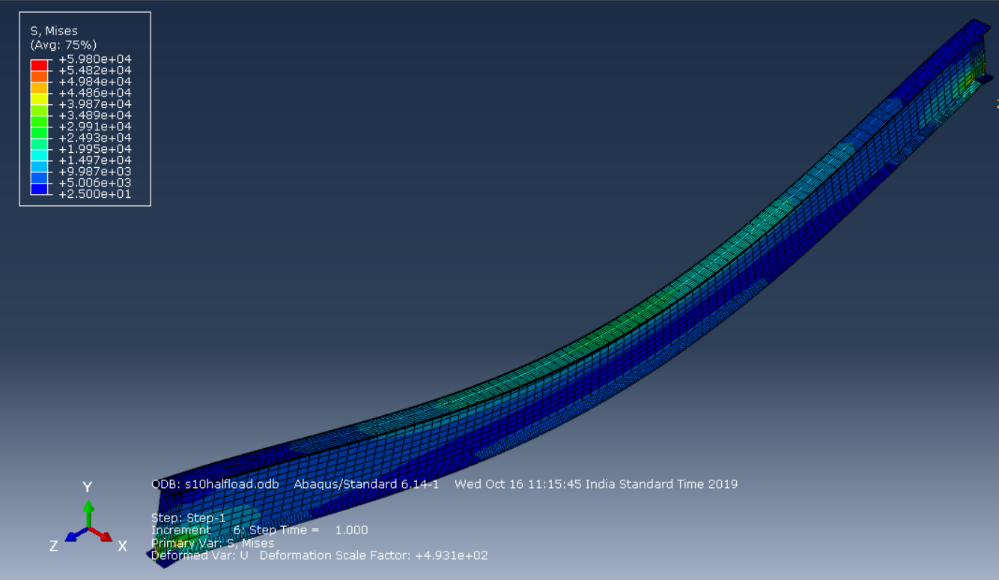 S, Mises
(Avg: 75%)
+5.980e+04
+5.482e+04
+4.984e+04
+4.486e+04
+3.987e+04
+3.489e+04
+2.991e+04
+2.493e+04
+1.995e+04
+1.497e+04
+9.987e+03
+5.006e+03
+2.500e+01
ODB: s10halfload.odb    Abaqus/Standard 6.14-1    Wed Oct 16 11:15:45 India Standard Time 2019
Y
Z
X
Step: Step-1
Increment      6: Step Time =    1.000
Primary Var: S, Mises
Deformed Var: U   Deformation Scale Factor: +4.931e+02